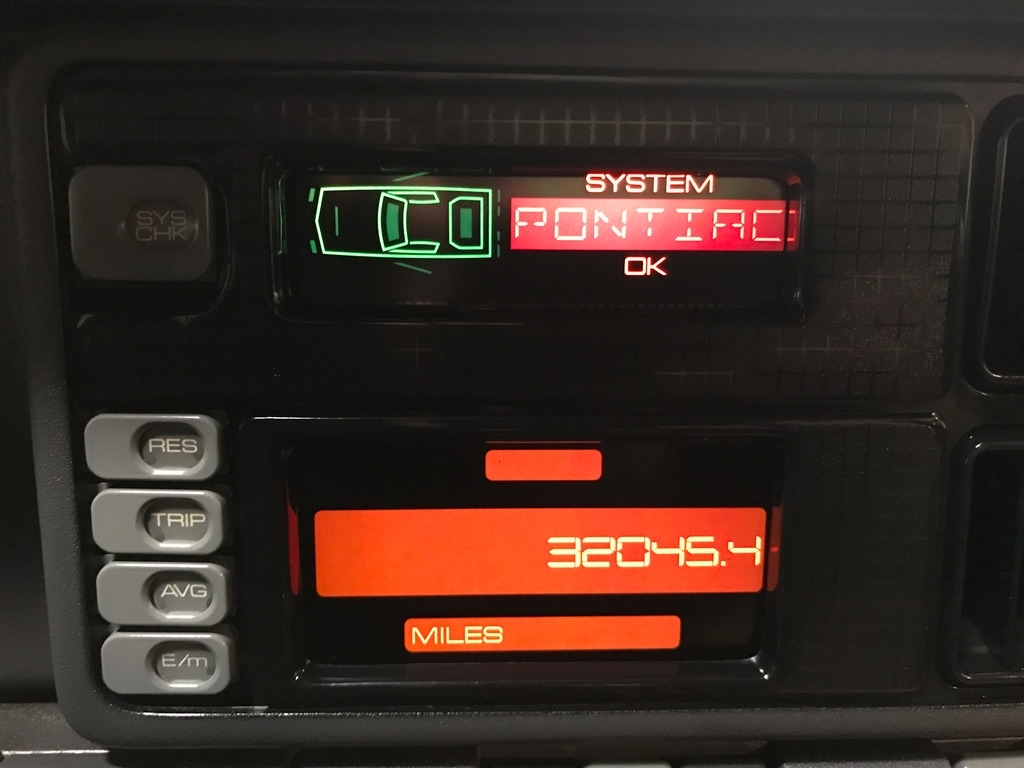 SYS
CHK
SYSTEM
PONTIAC
OK
RES
TRIP
AVG
E/m
32045.4
MILES